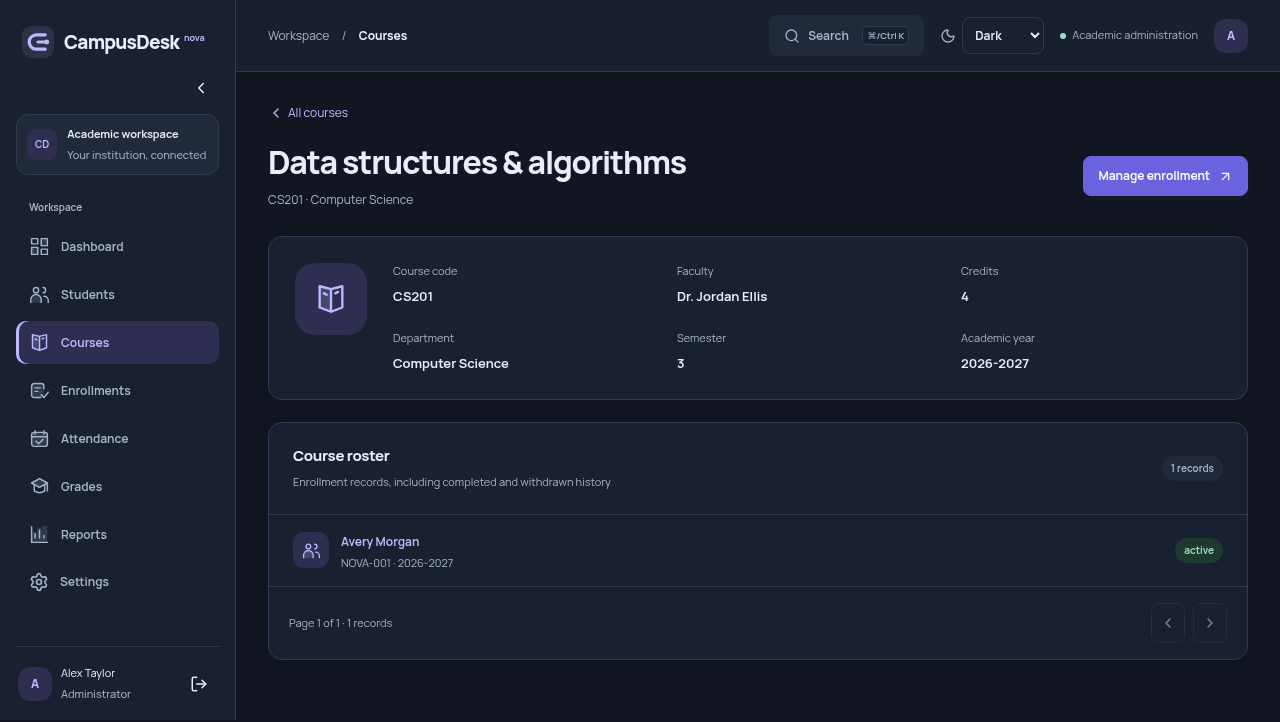 CampusDesk nova
CD
Academic workspace
Your institution, connected
Workspace
Dashboard
Students
Courses
Enrollments
Attendance
Grades
Reports
Settings
A
Alex Taylor
Administrator
Workspace / Courses
Search ⌘/Ctrl K
Dark
Academic administration
A
All courses
Data structures & algorithms
CS201 · Computer Science
Manage enrollment
Course code
CS201
Faculty
Dr. Jordan Ellis
Credits
4
Department
Computer Science
Semester
3
Academic year
2026-2027
Course roster
Enrollment records, including completed and withdrawn history
1 records
Avery Morgan
NOVA-001 · 2026-2027
active
Page 1 of 1 · 1 records